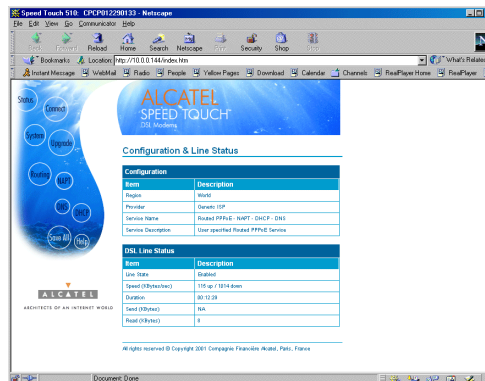 Speed Touch 510: CPCP012290133 - Netscape
File Edit View Go Communicator Help
Back Forward Reload Home Search Netscape Print Security Shop Stop
Bookmarks Location: http://10.0.0.144/index.htm What's Related
Instant Message WebMail Radio People Yellow Pages Download Calendar Channels RealPlayer Home RealPlayer
Status
Connect
System
Upgrade
Routing
NAPT
DNS
DHCP
Save All
Help
ALCATEL
ARCHITECTS OF AN INTERNET WORLD
ALCATEL
SPEED TOUCH™
DSL Modems
Configuration & Line Status
Configuration
Item Description
Region World
Provider Generic ISP
Service Name Routed PPPoE - NAPT - DHCP - DNS
Service Description User specified Routed PPPoE Service
DSL Line Status
Item Description
Line State Enabled
Speed (KBytes/sec) 116 up / 1014 down
Duration 00:12:29
Send (KBytes) NA
Read (KBytes) 0
All rights reserved © Copyright 2001 Compagnie Financière Alcatel, Paris, France
Document: Done